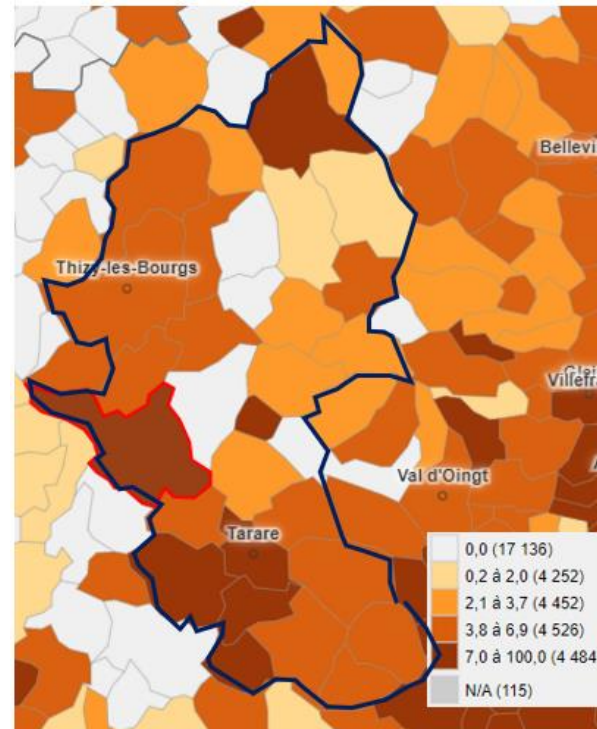 Bellevi
Thizy-les-Bourgs
Villefr
Val d'Oingt
Tarare
0,0 (17 136)
0,2 à 2,0 (4 252)
2,1 à 3,7 (4 452)
3,8 à 6,9 (4 526)
7,0 à 100,0 (4 484
N/A (115)